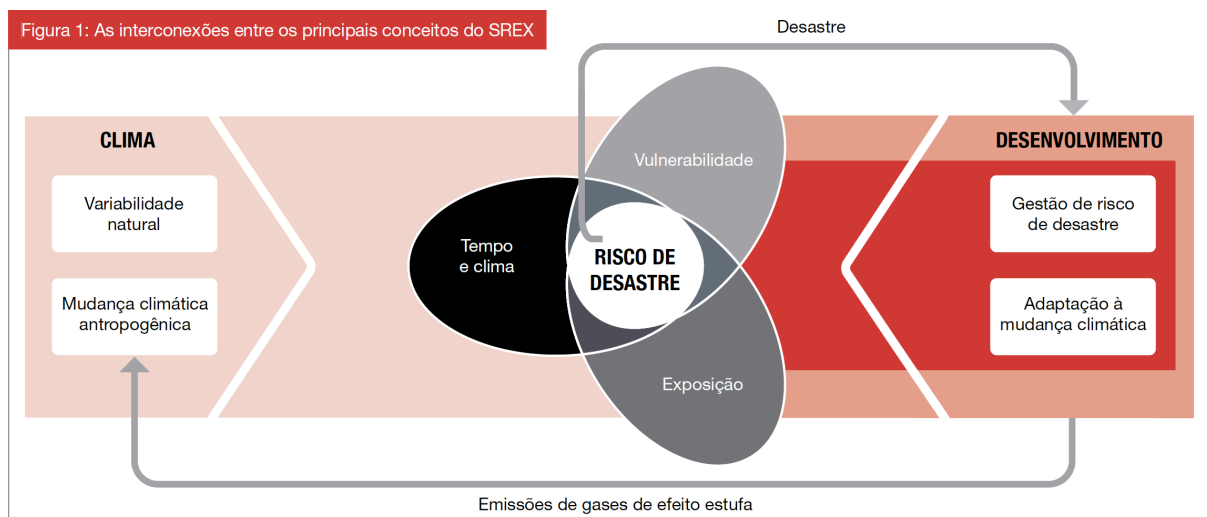 Figura 1: As interconexões entre os principais conceitos do SREX
Desastre
CLIMA
Variabilidade
natural
Mudança climática
antropogênica
Tempo
e clima
Vulnerabilidade
RISCO DE
DESASTRE
Exposição
DESENVOLVIMENTO
Gestão de risco
de desastre
Adaptação à
mudança climática
Emissões de gases de efeito estufa